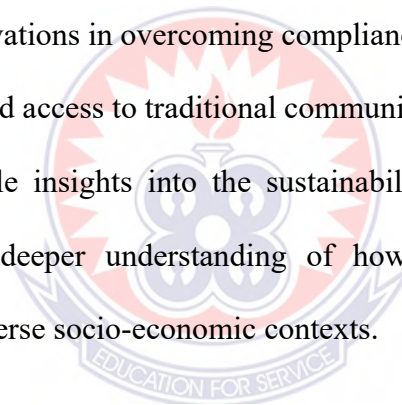 vations in overcoming complianc
d access to traditional communi
le insights into the sustainabil
deeper understanding of how
erse socio-economic contexts.
EDUCATION FOR SERVICE